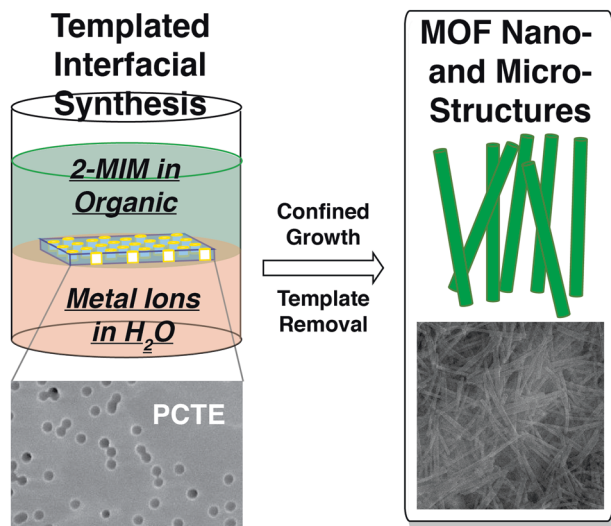 Templated
Interfacial
Synthesis
2-MIM in
Organic
Metal Ions
in H₂O
PCTE
Confined
Growth
Template
Removal
MOF Nano-
and Micro-
Structures